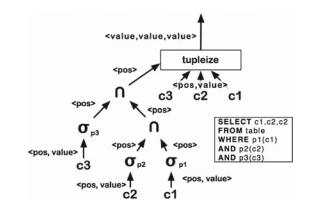 <value,value,value>
tupleize
<pos> <pos,value>
c3 c2 c1
<pos> ∩ <pos>
σp3 ∩
SELECT c1,c2,c2
FROM table
WHERE p1(c1)
AND p2(c2)
AND p3(c3)
<pos, value> <pos> <pos>
c3 σp2 σp1
<pos, value> <pos, value>
c2 c1